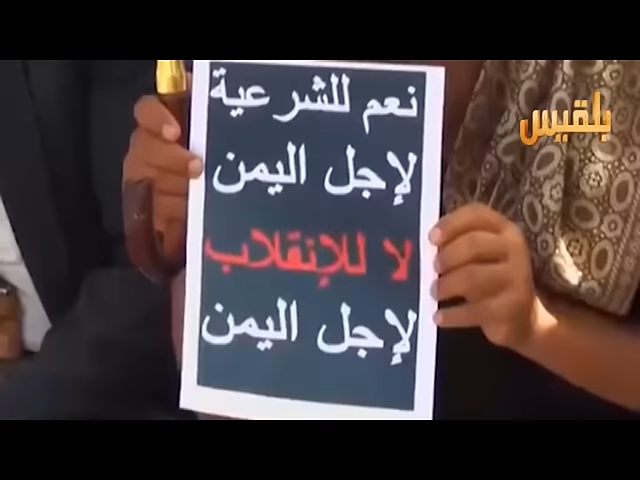 نعم للشرعية
لإجل اليمن
لا للإنقلاب
لإجل اليمن
بلقيس